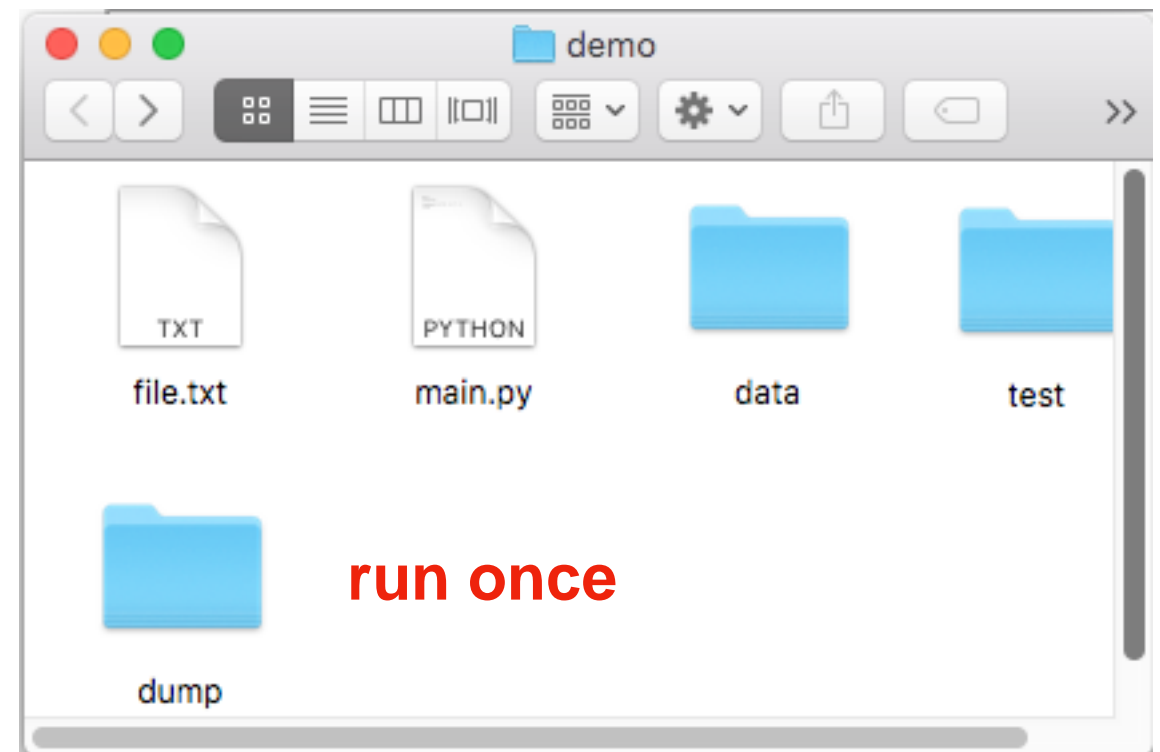 demo
TXT
PYTHON
file.txt
main.py
data
test
run once
dump